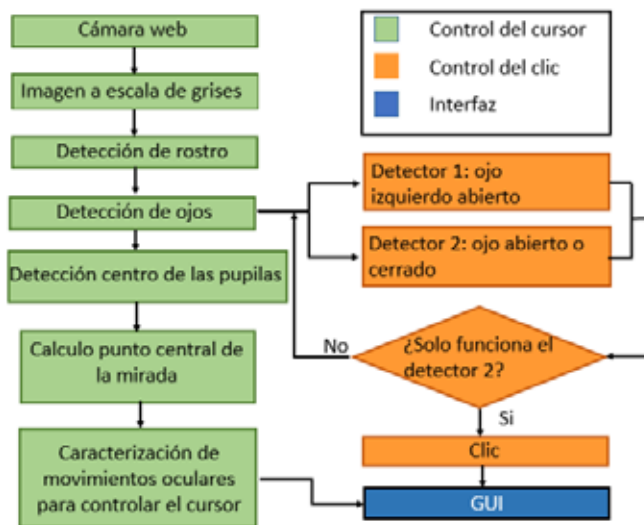 Cámara web
Imagen a escala de grises
Detección de rostro
Detección de ojos
Detección centro de las pupilas
Calculo punto central de
la mirada
Caracterización de
movimientos oculares
para controlar el cursor
Control del cursor
Control del clic
Interfaz
Detector 1: ojo
izquierdo abierto
Detector 2: ojo abierto o
cerrado
¿Solo funciona el
detector 2?
No
Si
Clic
GUI